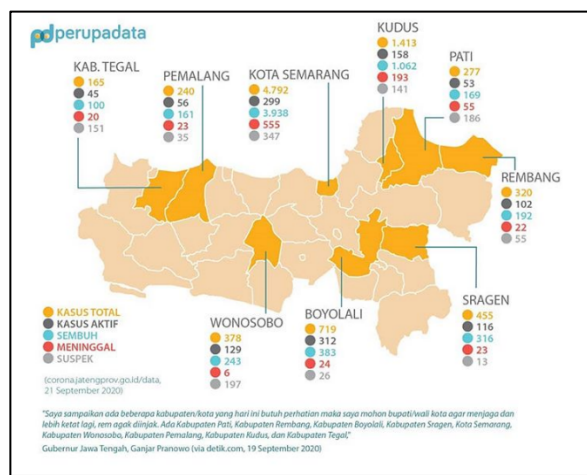 pd perupadata
KAB. TEGAL
165
45
100
20
151
PEMALANG
240
56
161
23
35
KOTA SEMARANG
4.792
299
3.938
555
347
KUDUS
1.413
158
1.062
193
141
PATI
277
53
169
55
186
REMBANG
320
102
192
22
55
SRAGEN
455
116
316
23
13
BOYOLALI
719
312
383
24
26
WONOSOBO
378
129
243
6
197
KASUS TOTAL
KASUS AKTIF
SEMBUH
MENINGGAL
SUSPEK
(corona.jatengprov.go.id/data,
21 September 2020)
"Saya sampaikan ada beberapa kabupaten/kota yang hari ini butuh perhatian maka saya mohon bupati/wali kota agar menjaga dan
lebih ketat lagi, rem agak diinjak. Ada Kabupaten Pati, Kabupaten Rembang, Kabupaten Boyolali, Kabupaten Sragen, Kota Semarang,
Kabupaten Wonosobo, Kabupaten Pemalang, Kabupaten Kudus, dan Kabupaten Tegal,"
Gubernur Jawa Tengah, Ganjar Pranowo (via detik.com, 19 September 2020)